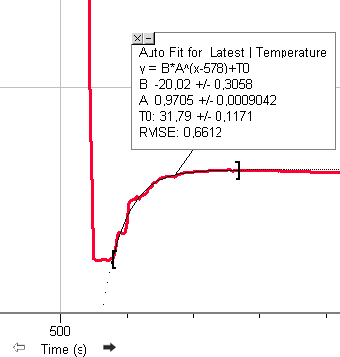 Auto Fit for: Latest | Temperature
y = B*A^(x-578)+T0
B: -20,02 +/- 0,3058
A: 0,9705 +/- 0,0009042
T0: 31,79 +/- 0,1171
RMSE: 0,6612
500
Time (s)